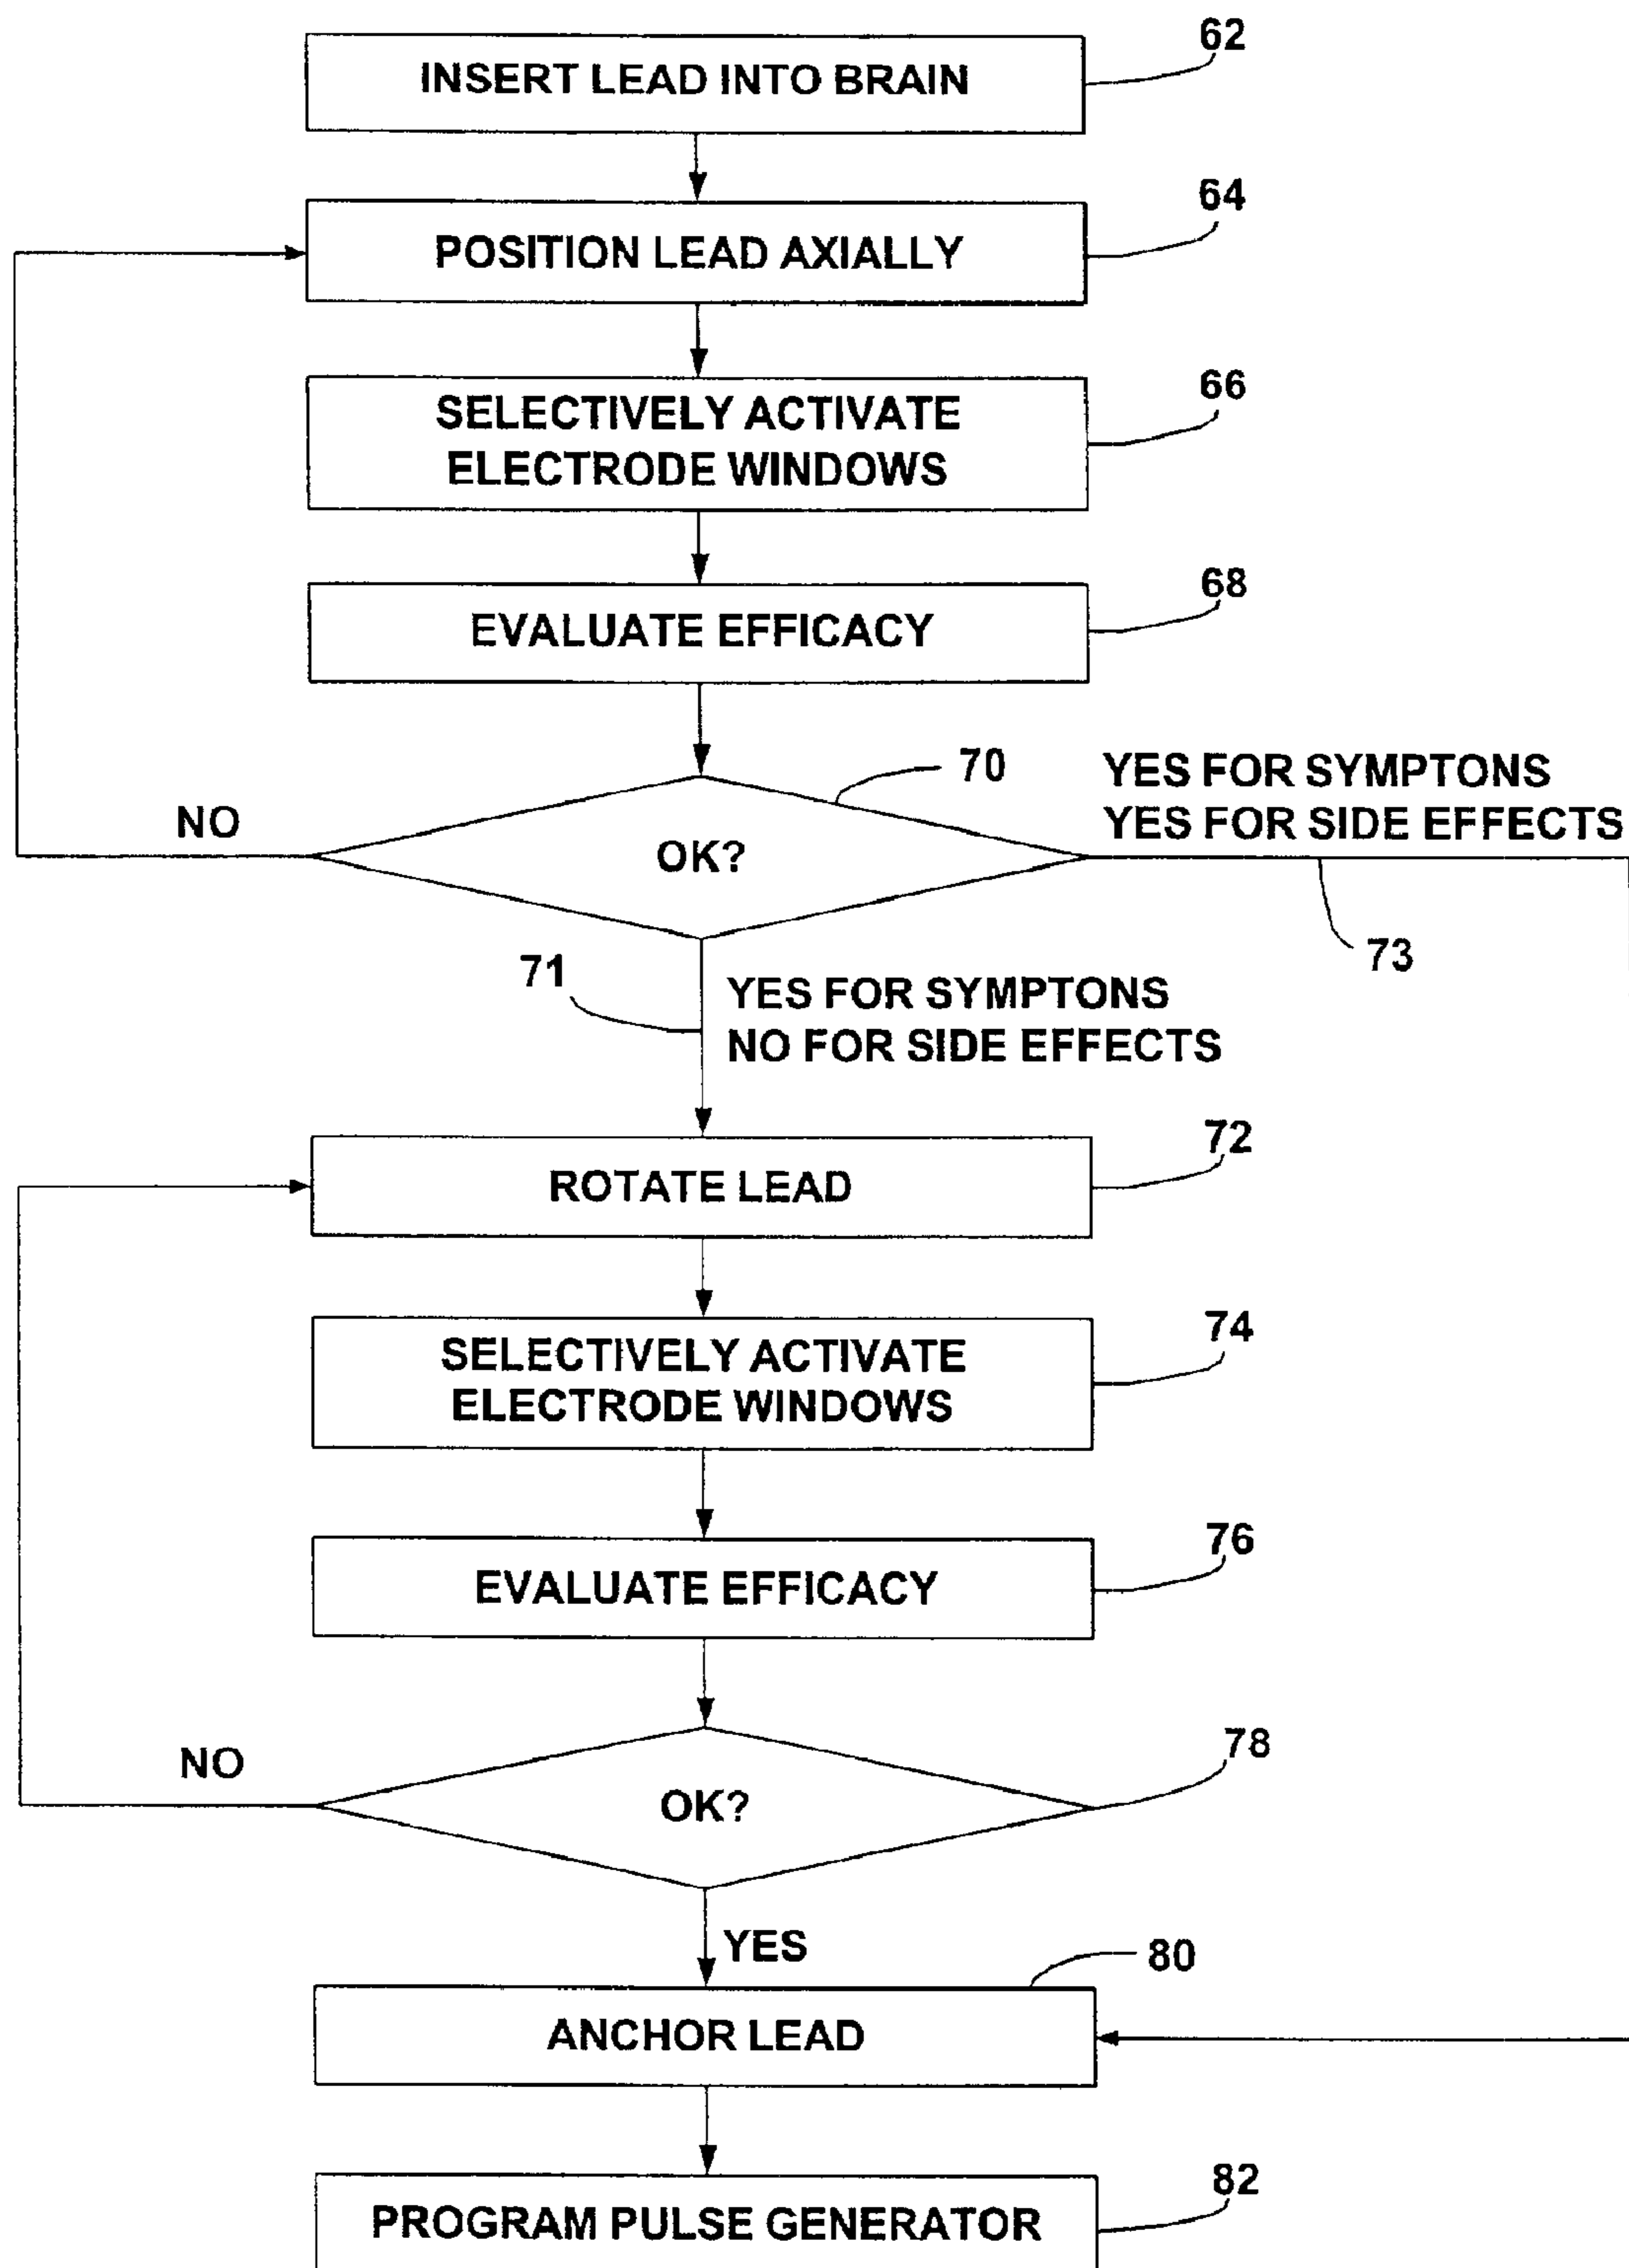 62
INSERT LEAD INTO BRAIN
64
POSITION LEAD AXIALLY
66
SELECTIVELY ACTIVATE
ELECTRODE WINDOWS
68
EVALUATE EFFICACY
70
YES FOR SYMPTONS
YES FOR SIDE EFFECTS
NO
OK?
73
71
YES FOR SYMPTONS
NO FOR SIDE EFFECTS
72
ROTATE LEAD
74
SELECTIVELY ACTIVATE
ELECTRODE WINDOWS
76
EVALUATE EFFICACY
78
NO
OK?
YES
80
ANCHOR LEAD
82
PROGRAM PULSE GENERATOR